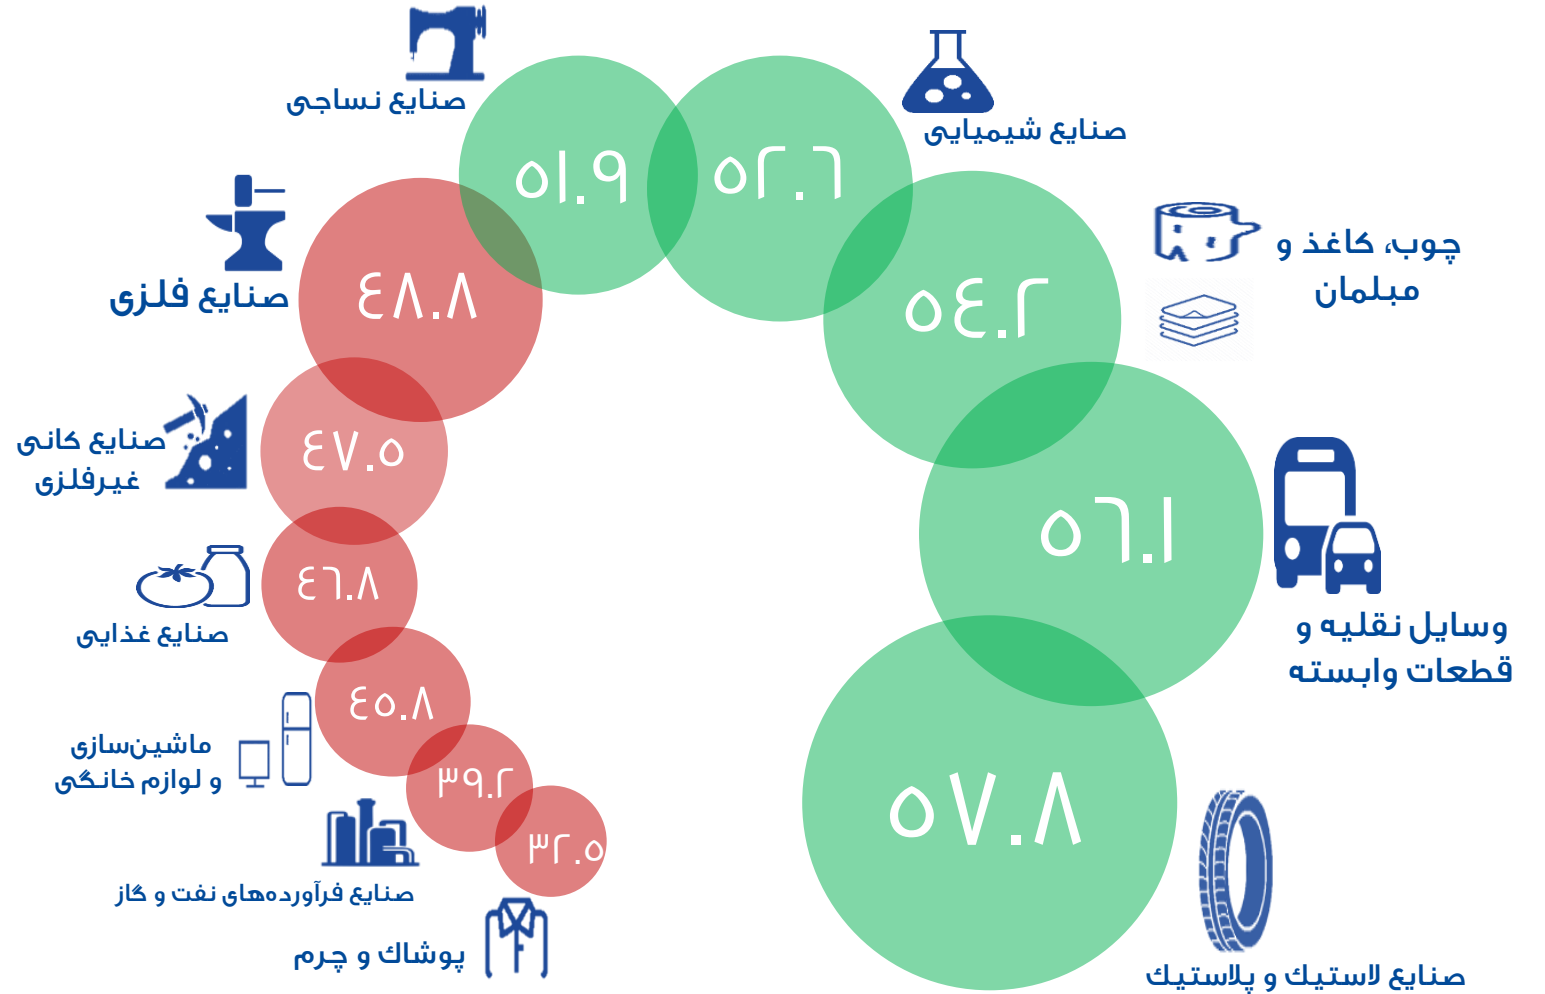 صنایع نساجی
۵۱.۹
۵۲.۶
صنایع شیمیایی
صنایع فلزی
۴۸.۸
۵۴.۲
چوب، کاغذ و
مبلمان
صنایع کانی
غیرفلزی
۴۷.۵
۵۶.۱
وسایل نقلیه و
قطعات وابسته
۴۶.۸
صنایع غذایی
۴۵.۸
ماشین‌سازی
و لوازم خانگی
۳۹.۲
صنایع فرآورده‌های نفت و گاز
۳۲.۵
پوشاک و چرم
۵۷.۸
صنایع لاستیک و پلاستیک